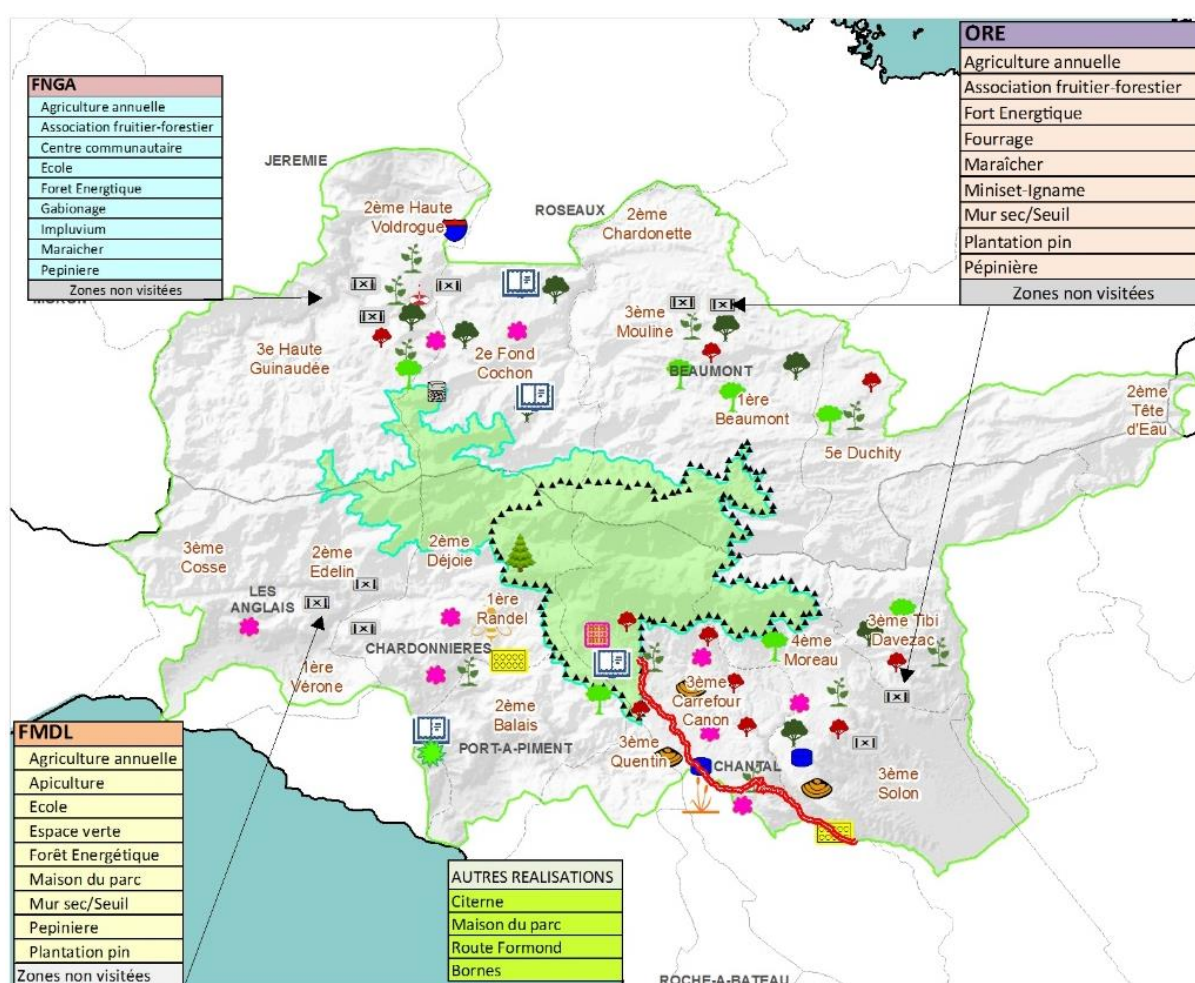 FNGA
Agriculture annuelle
Association fruitier-forestier
Centre communautaire
Ecole
Foret Energtique
Gabionage
Impluvium
Maraicher
Pepiniere
Zones non visitées
ORE
Agriculture annuelle
Association fruitier-forestier
Fort Energtique
Fourrage
Maraîcher
Miniset-Igname
Mur sec/Seuil
Plantation pin
Pépinière
Zones non visitées
JEREMIE
2ème Haute
Voldrogue
ROSEAUX
2ème
Chardonette
3ème
Mouline
3e Haute
Guinaudée
2e Fond
Cochon
BEAUMONT
1ère
Beaumont
2ème
Tête
d'Eau
5e Duchity
3ème
Cosse
2ème
Edelin
2ème
Déjoie
LES
ANGLAIS
1ère
Randel
3ème Tibi
Davezac
4ème
Moreau
CHARDONNIERES
1ère
Vérone
3ème
Carrefour
Canon
2ème
Balais
PORT-A-PIMENT
3ème
Quentin
CHANTAL
3ème
Solon
FMDL
Agriculture annuelle
Apiculture
Ecole
Espace verte
Forêt Energétique
Maison du parc
Mur sec/Seuil
Pepiniere
Plantation pin
Zones non visitées
AUTRES REALISATIONS
Citerne
Maison du parc
Route Formond
Bornes
ROCHE-A-BATEAU